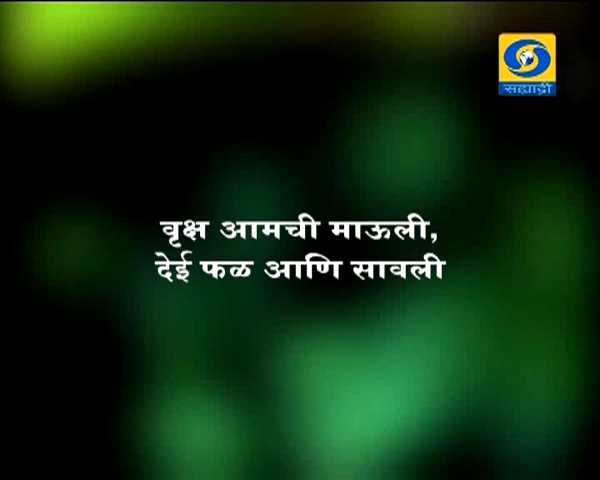 सह्याद्री
वृक्ष आमची माऊली,
देई फळ आणि सावली